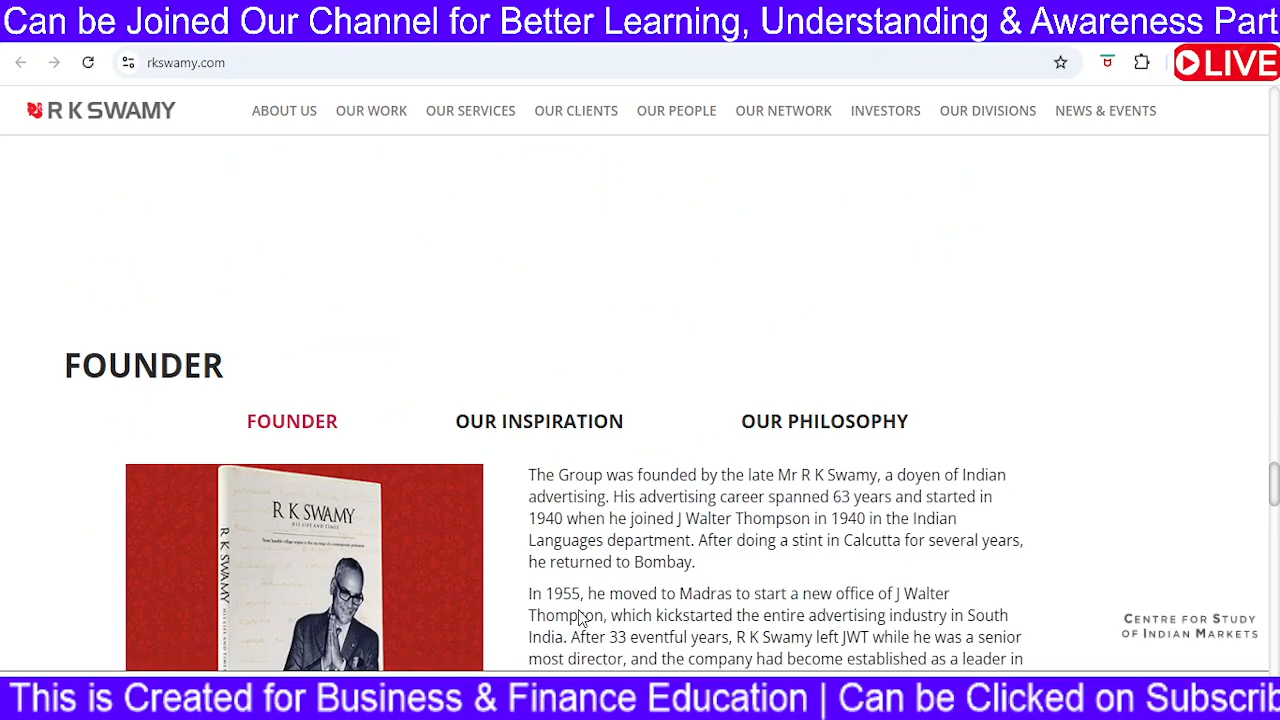 Can be Joined Our Channel for Better Learning, Understanding & Awareness Part
rkswamy.com
LIVE
R K SWAMY
ABOUT US OUR WORK OUR SERVICES OUR CLIENTS OUR PEOPLE OUR NETWORK INVESTORS OUR DIVISIONS NEWS & EVENTS
FOUNDER
FOUNDER OUR INSPIRATION OUR PHILOSOPHY
R K SWAMY
HIS LIFE AND TIMES
R K SWAMY
The Group was founded by the late Mr R K Swamy, a doyen of Indian
advertising. His advertising career spanned 63 years and started in
1940 when he joined J Walter Thompson in 1940 in the Indian
Languages department. After doing a stint in Calcutta for several years,
he returned to Bombay.
In 1955, he moved to Madras to start a new office of J Walter
Thompson, which kickstarted the entire advertising industry in South
India. After 33 eventful years, R K Swamy left JWT while he was a senior
most director, and the company had become established as a leader in
CENTRE FOR STUDY
OF INDIAN MARKETS
This is Created for Business & Finance Education | Can be Clicked on Subscrib